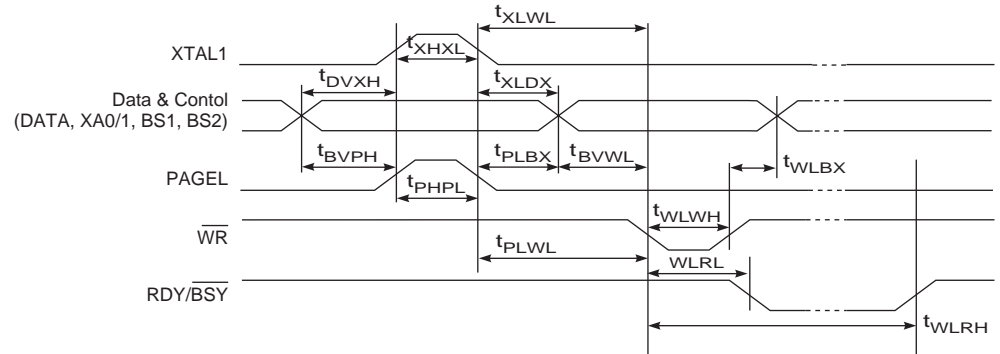 tXLWL
XTAL1
tXHXL
tDVXH
tXLDX
Data & Contol
(DATA, XA0/1, BS1, BS2)
tBVPH
tPLBX
tBVWL
tWLBX
PAGEL
tPHPL
tWLWH
WR
tPLWL
WLRL
RDY/BSY
tWLRH